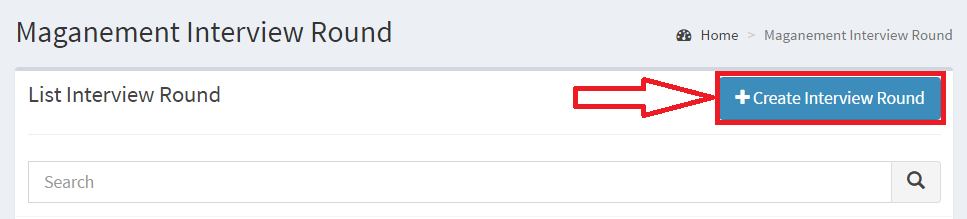 Maganement Interview Round
Home > Maganement Interview Round
List Interview Round
+ Create Interview Round
Search